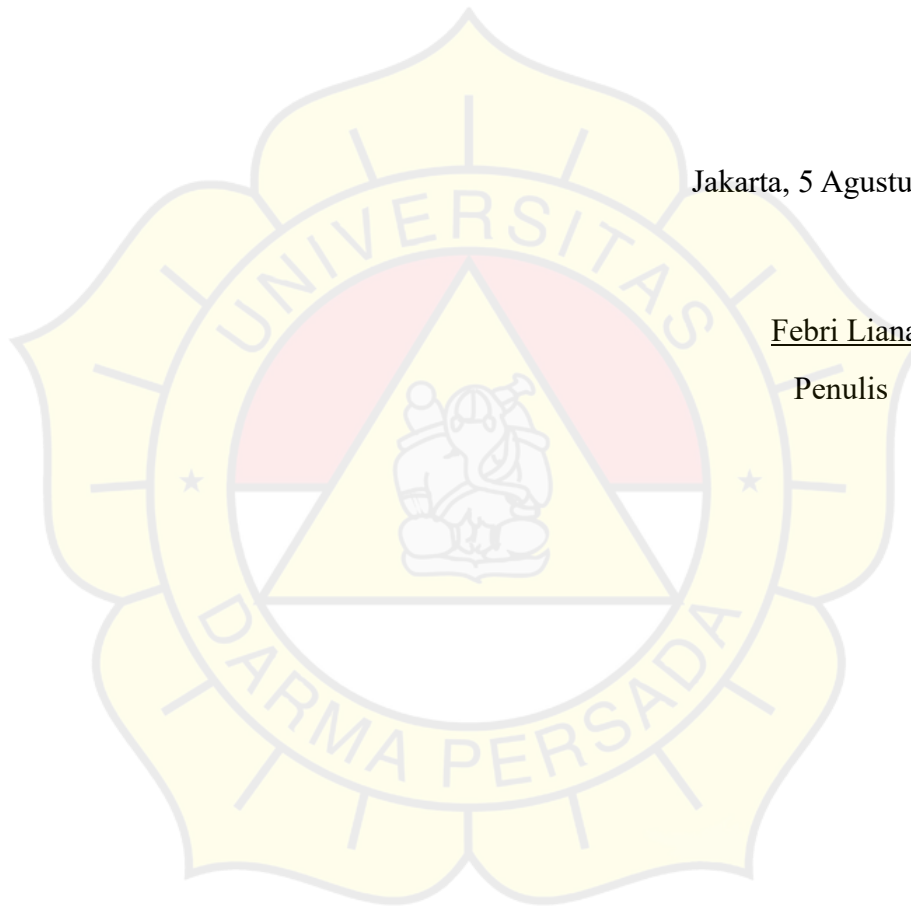 Jakarta, 5 Agustu
Febri Liana
Penulis
UNIVERSITAS
DARMA PERSADA